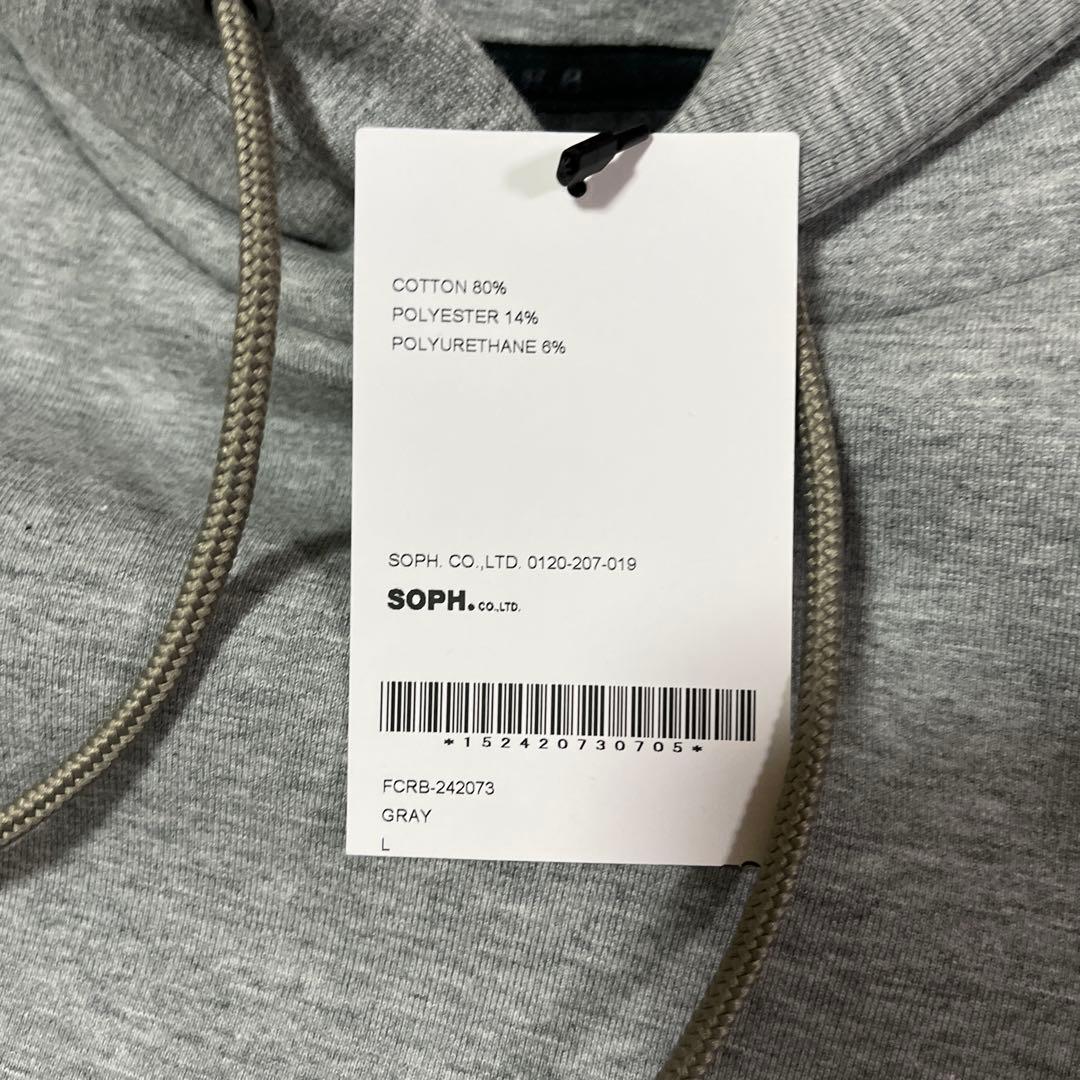 COTTON 80%
POLYESTER 14%
POLYURETHANE 6%
SOPH. CO.,LTD. 0120-207-019
SOPH. CO.,LTD.
*152420730705*
FCRB-242073
GRAY
L